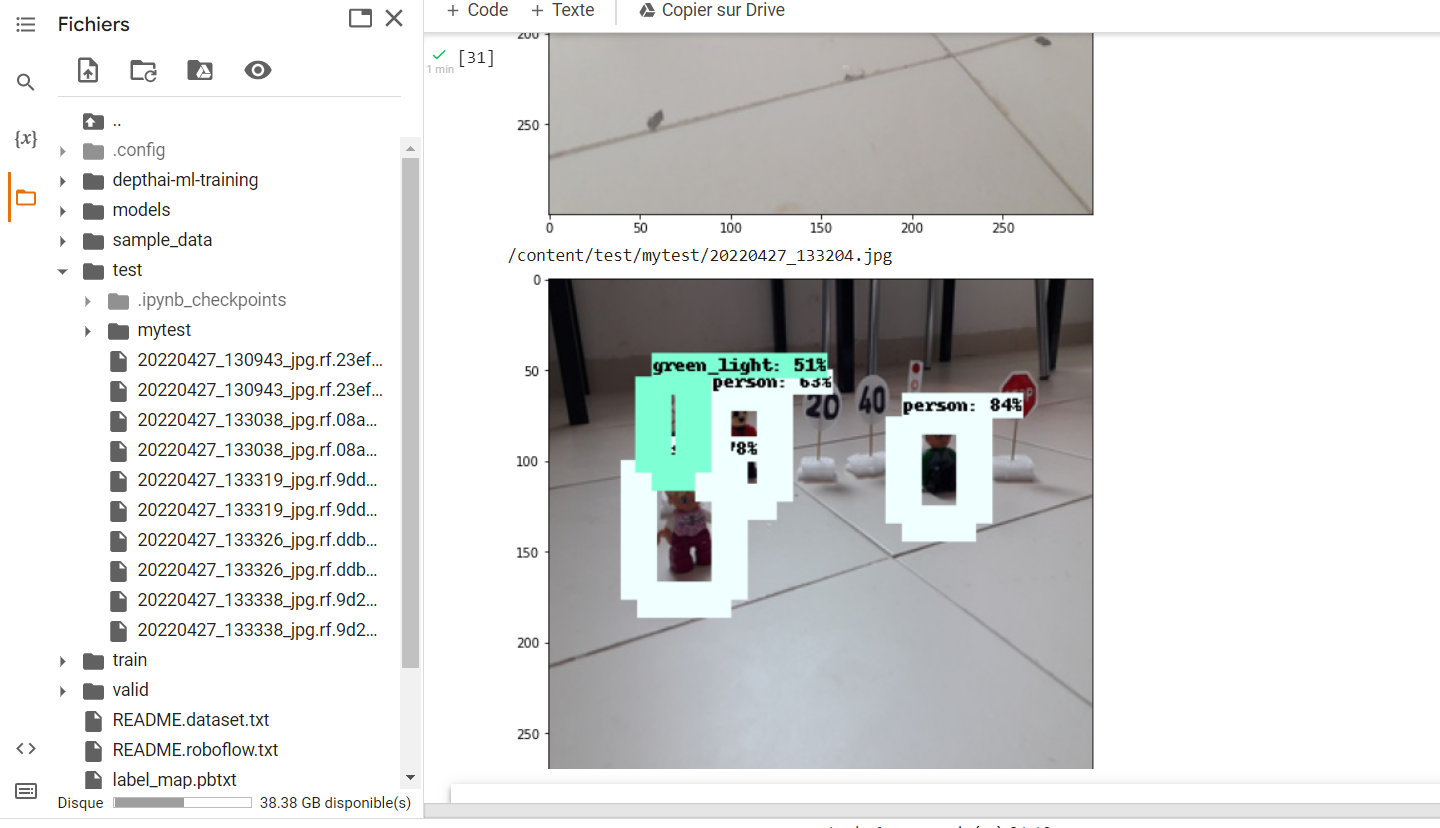 Fichiers
+ Code + Texte Copier sur Drive
[31]
1 min
{x}
..
.config
depthai-ml-training
models
sample_data
test
.ipynb_checkpoints
mytest
20220427_130943_jpg.rf.23ef...
20220427_130943_jpg.rf.23ef...
20220427_133038_jpg.rf.08a...
20220427_133038_jpg.rf.08a...
20220427_133319_jpg.rf.9dd...
20220427_133319_jpg.rf.9dd...
20220427_133326_jpg.rf.ddb...
20220427_133326_jpg.rf.ddb...
20220427_133338_jpg.rf.9d2...
20220427_133338_jpg.rf.9d2...
train
valid
README.dataset.txt
README.roboflow.txt
label_map.pbtxt
Disque 38.38 GB disponible(s)
200
250
0 50 100 150 200 250
/content/test/mytest/20220427_133204.jpg
0
50
100
150
200
250
green_light: 51%
person: 63%
20
40
person: 84%
78%